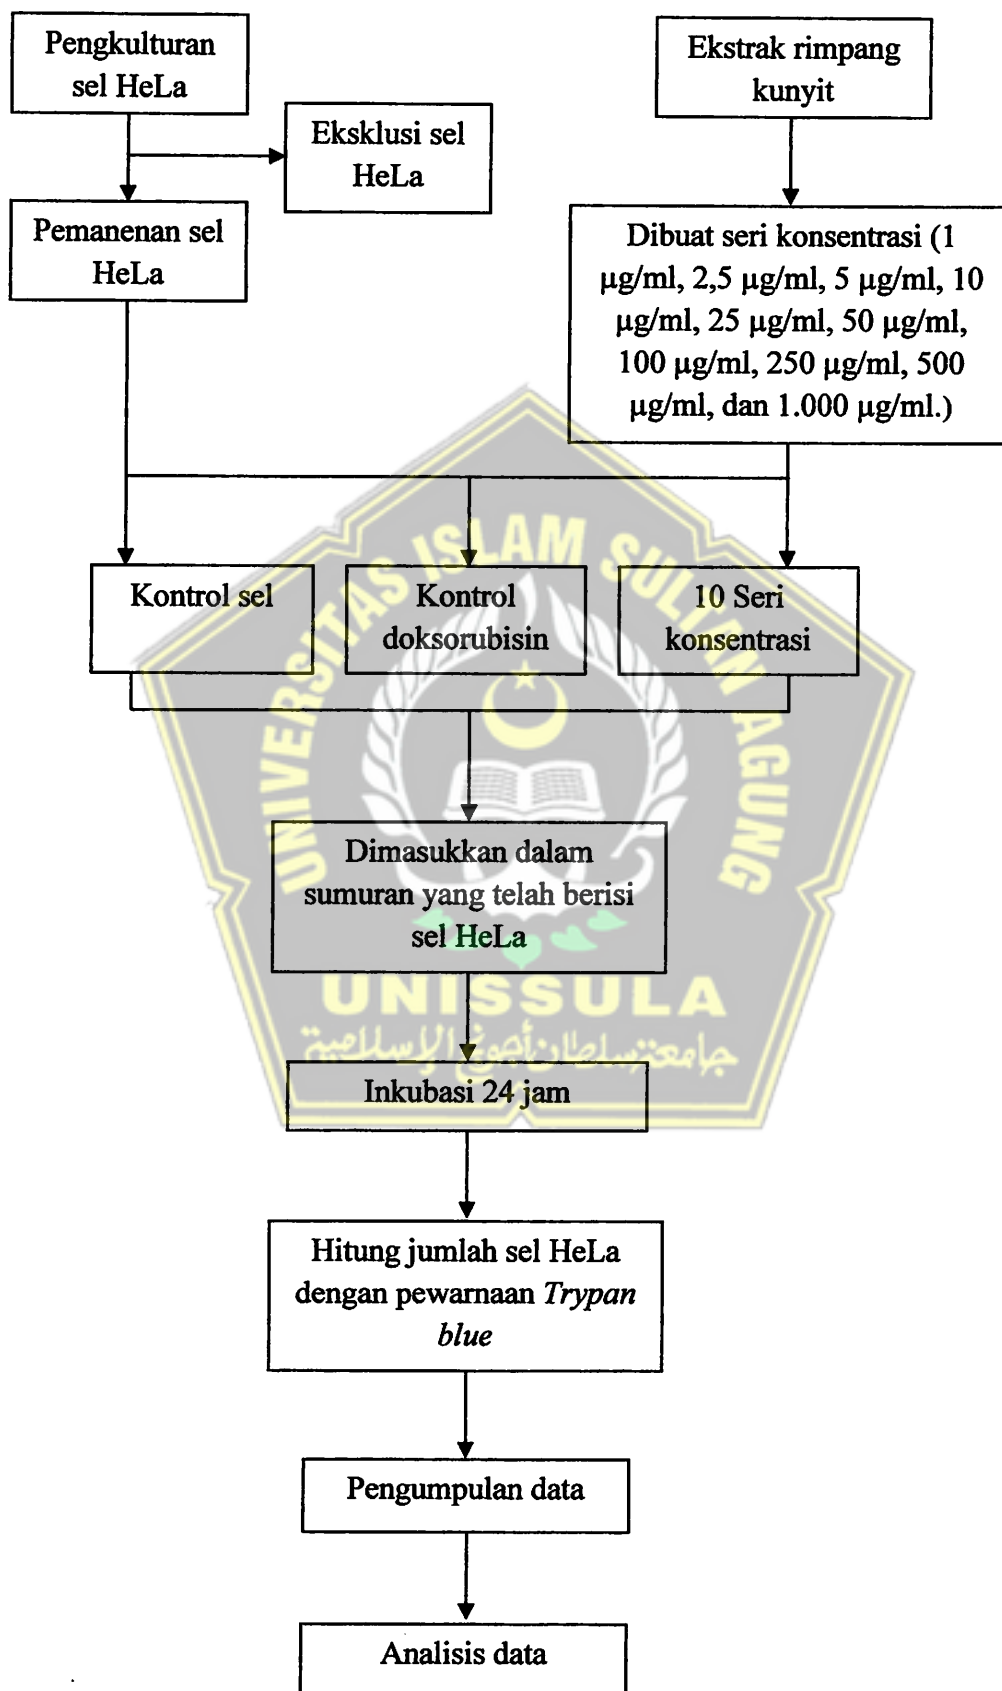 Pengkulturan
sel HeLa
Ekstrak rimpang
kunyit
Eksklusi sel
HeLa
Pemanenan sel
HeLa
Dibuat seri konsentrasi (1
µg/ml, 2,5 µg/ml, 5 µg/ml, 10
µg/ml, 25 µg/ml, 50 µg/ml,
100 µg/ml, 250 µg/ml, 500
µg/ml, dan 1.000 µg/ml.)
Kontrol sel
Kontrol
doksorubisin
10 Seri
konsentrasi
UNIVERSITAS ISLAM SULTAN AGUNG
Dimasukkan dalam
sumuran yang telah berisi
sel HeLa
UNISSULA
جامعة سلطان أجونج الإسلامية
Inkubasi 24 jam
Hitung jumlah sel HeLa
dengan pewarnaan Trypan
blue
Pengumpulan data
Analisis data